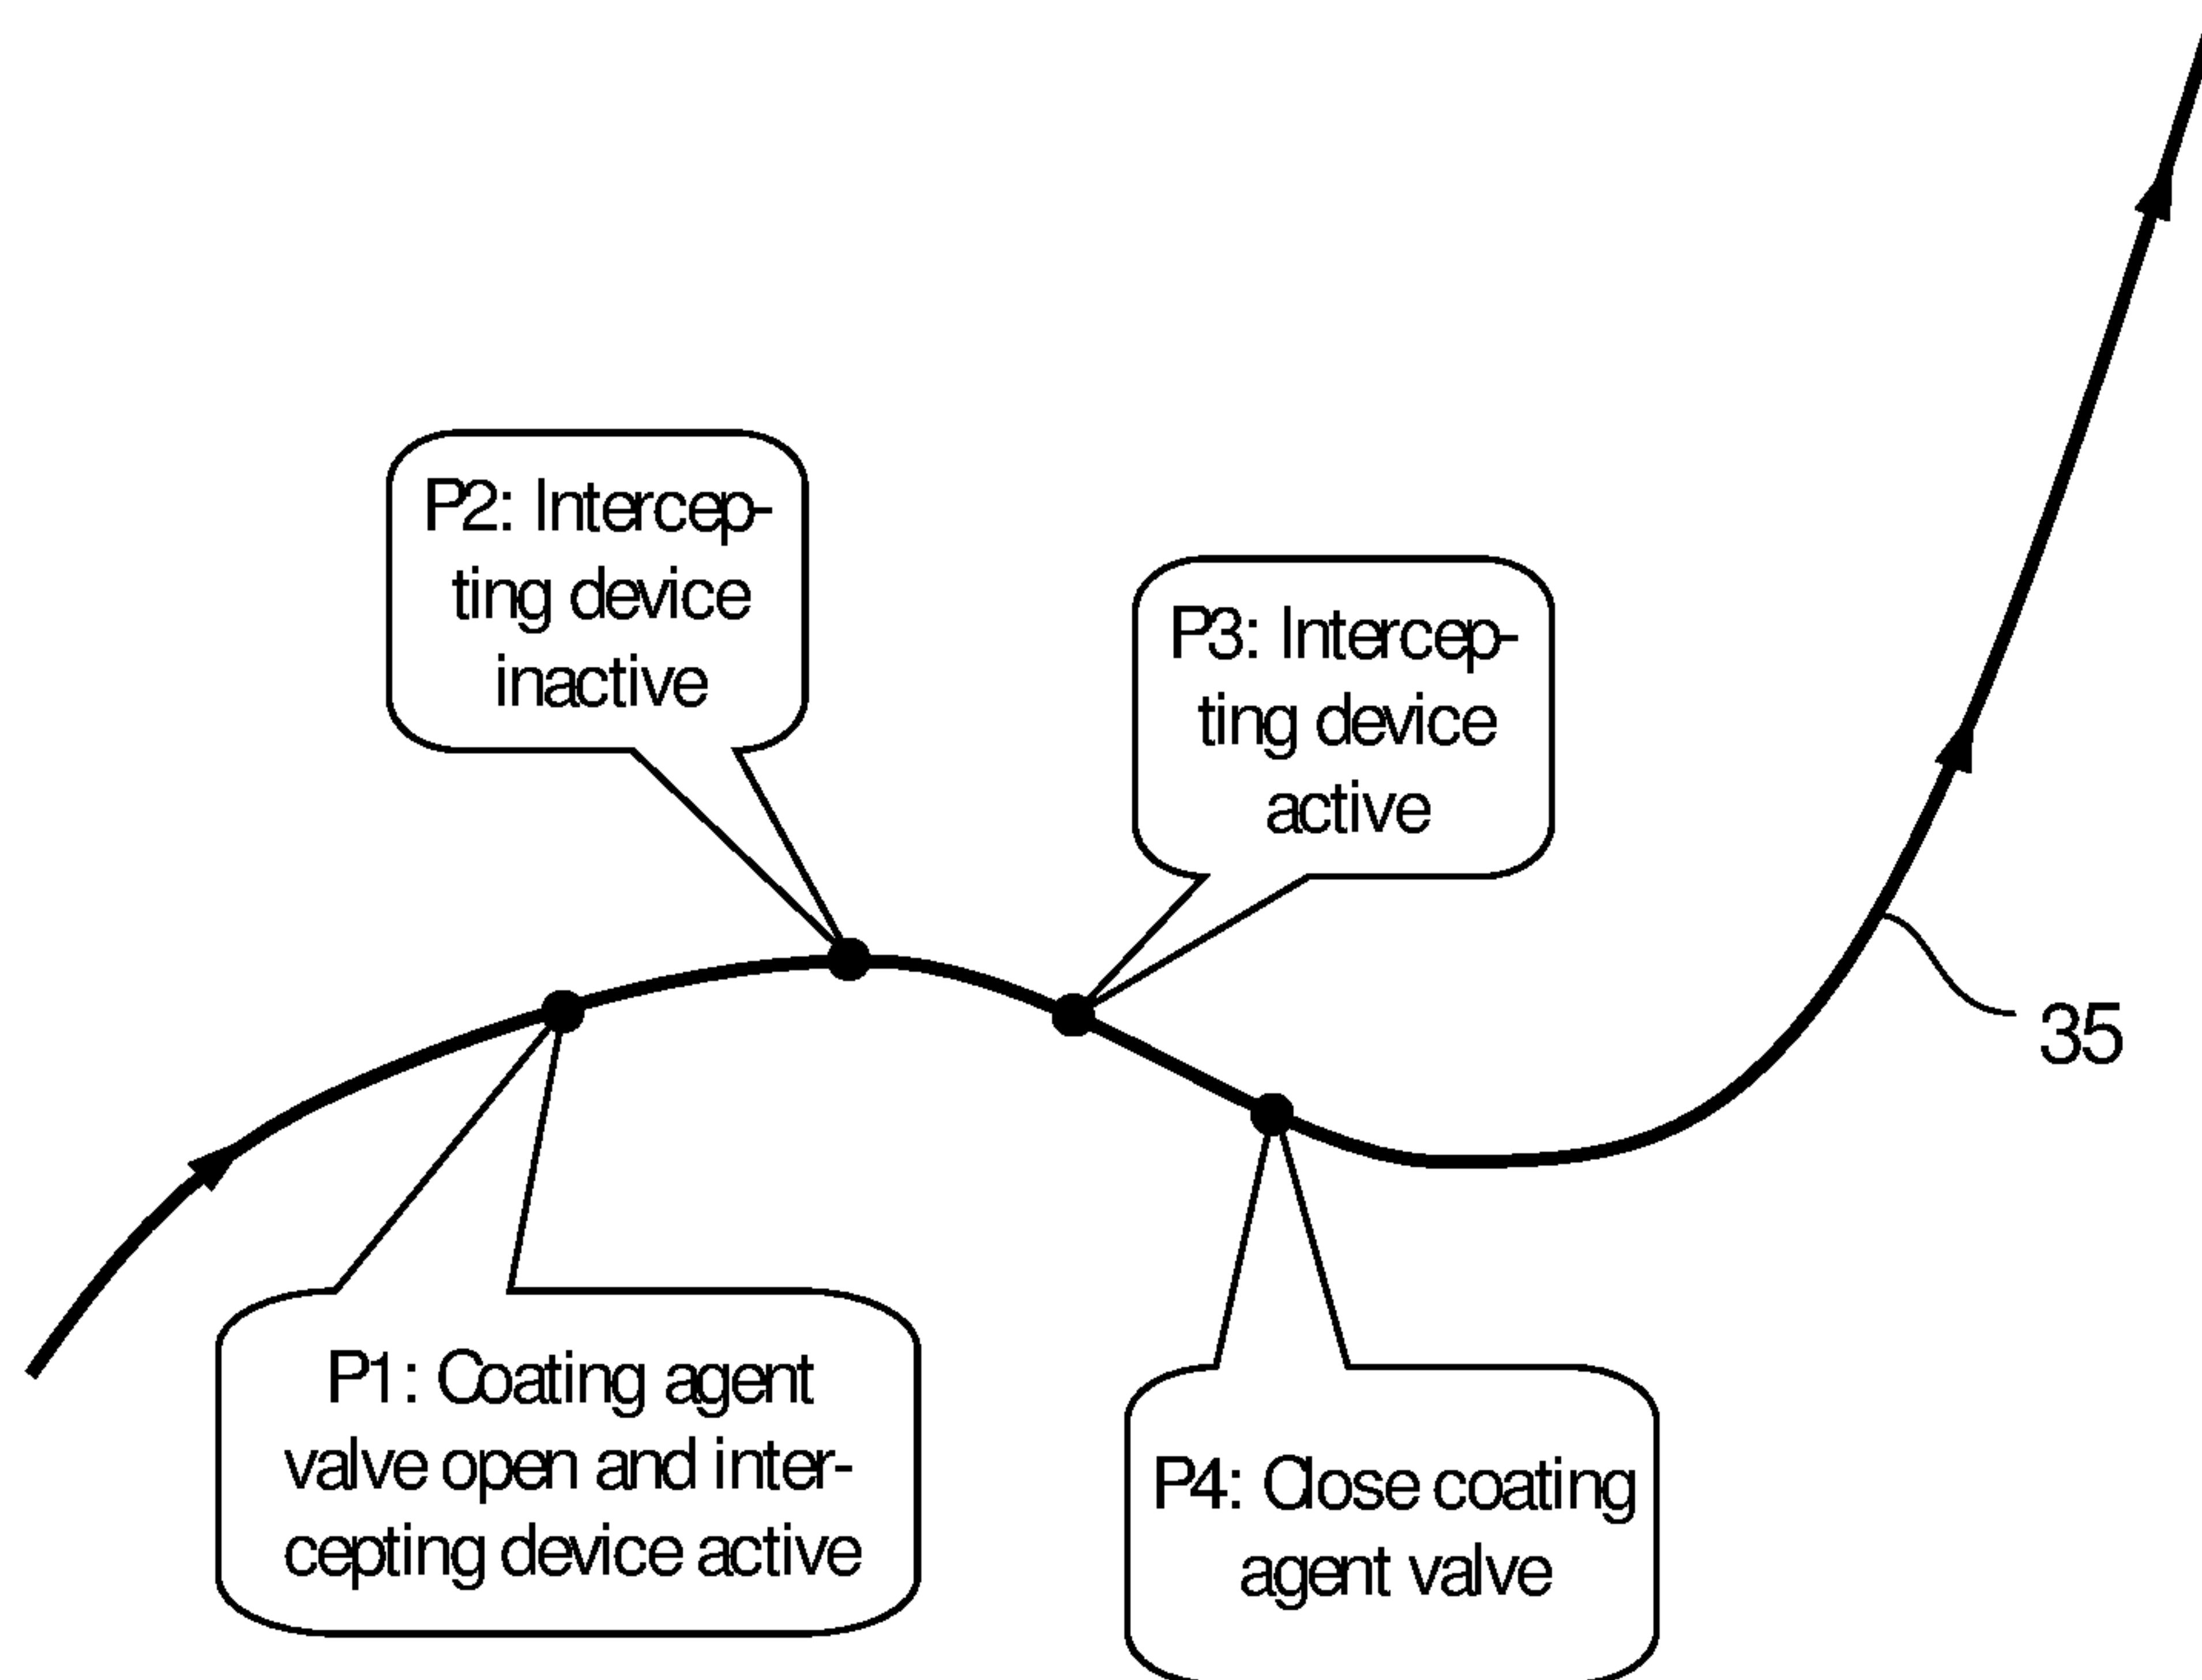 P2: Intercep-
ting device
inactive
P3: Intercep-
ting device
active
35
P1: Coating agent
valve open and inter-
cepting device active
P4: Close coating
agent valve